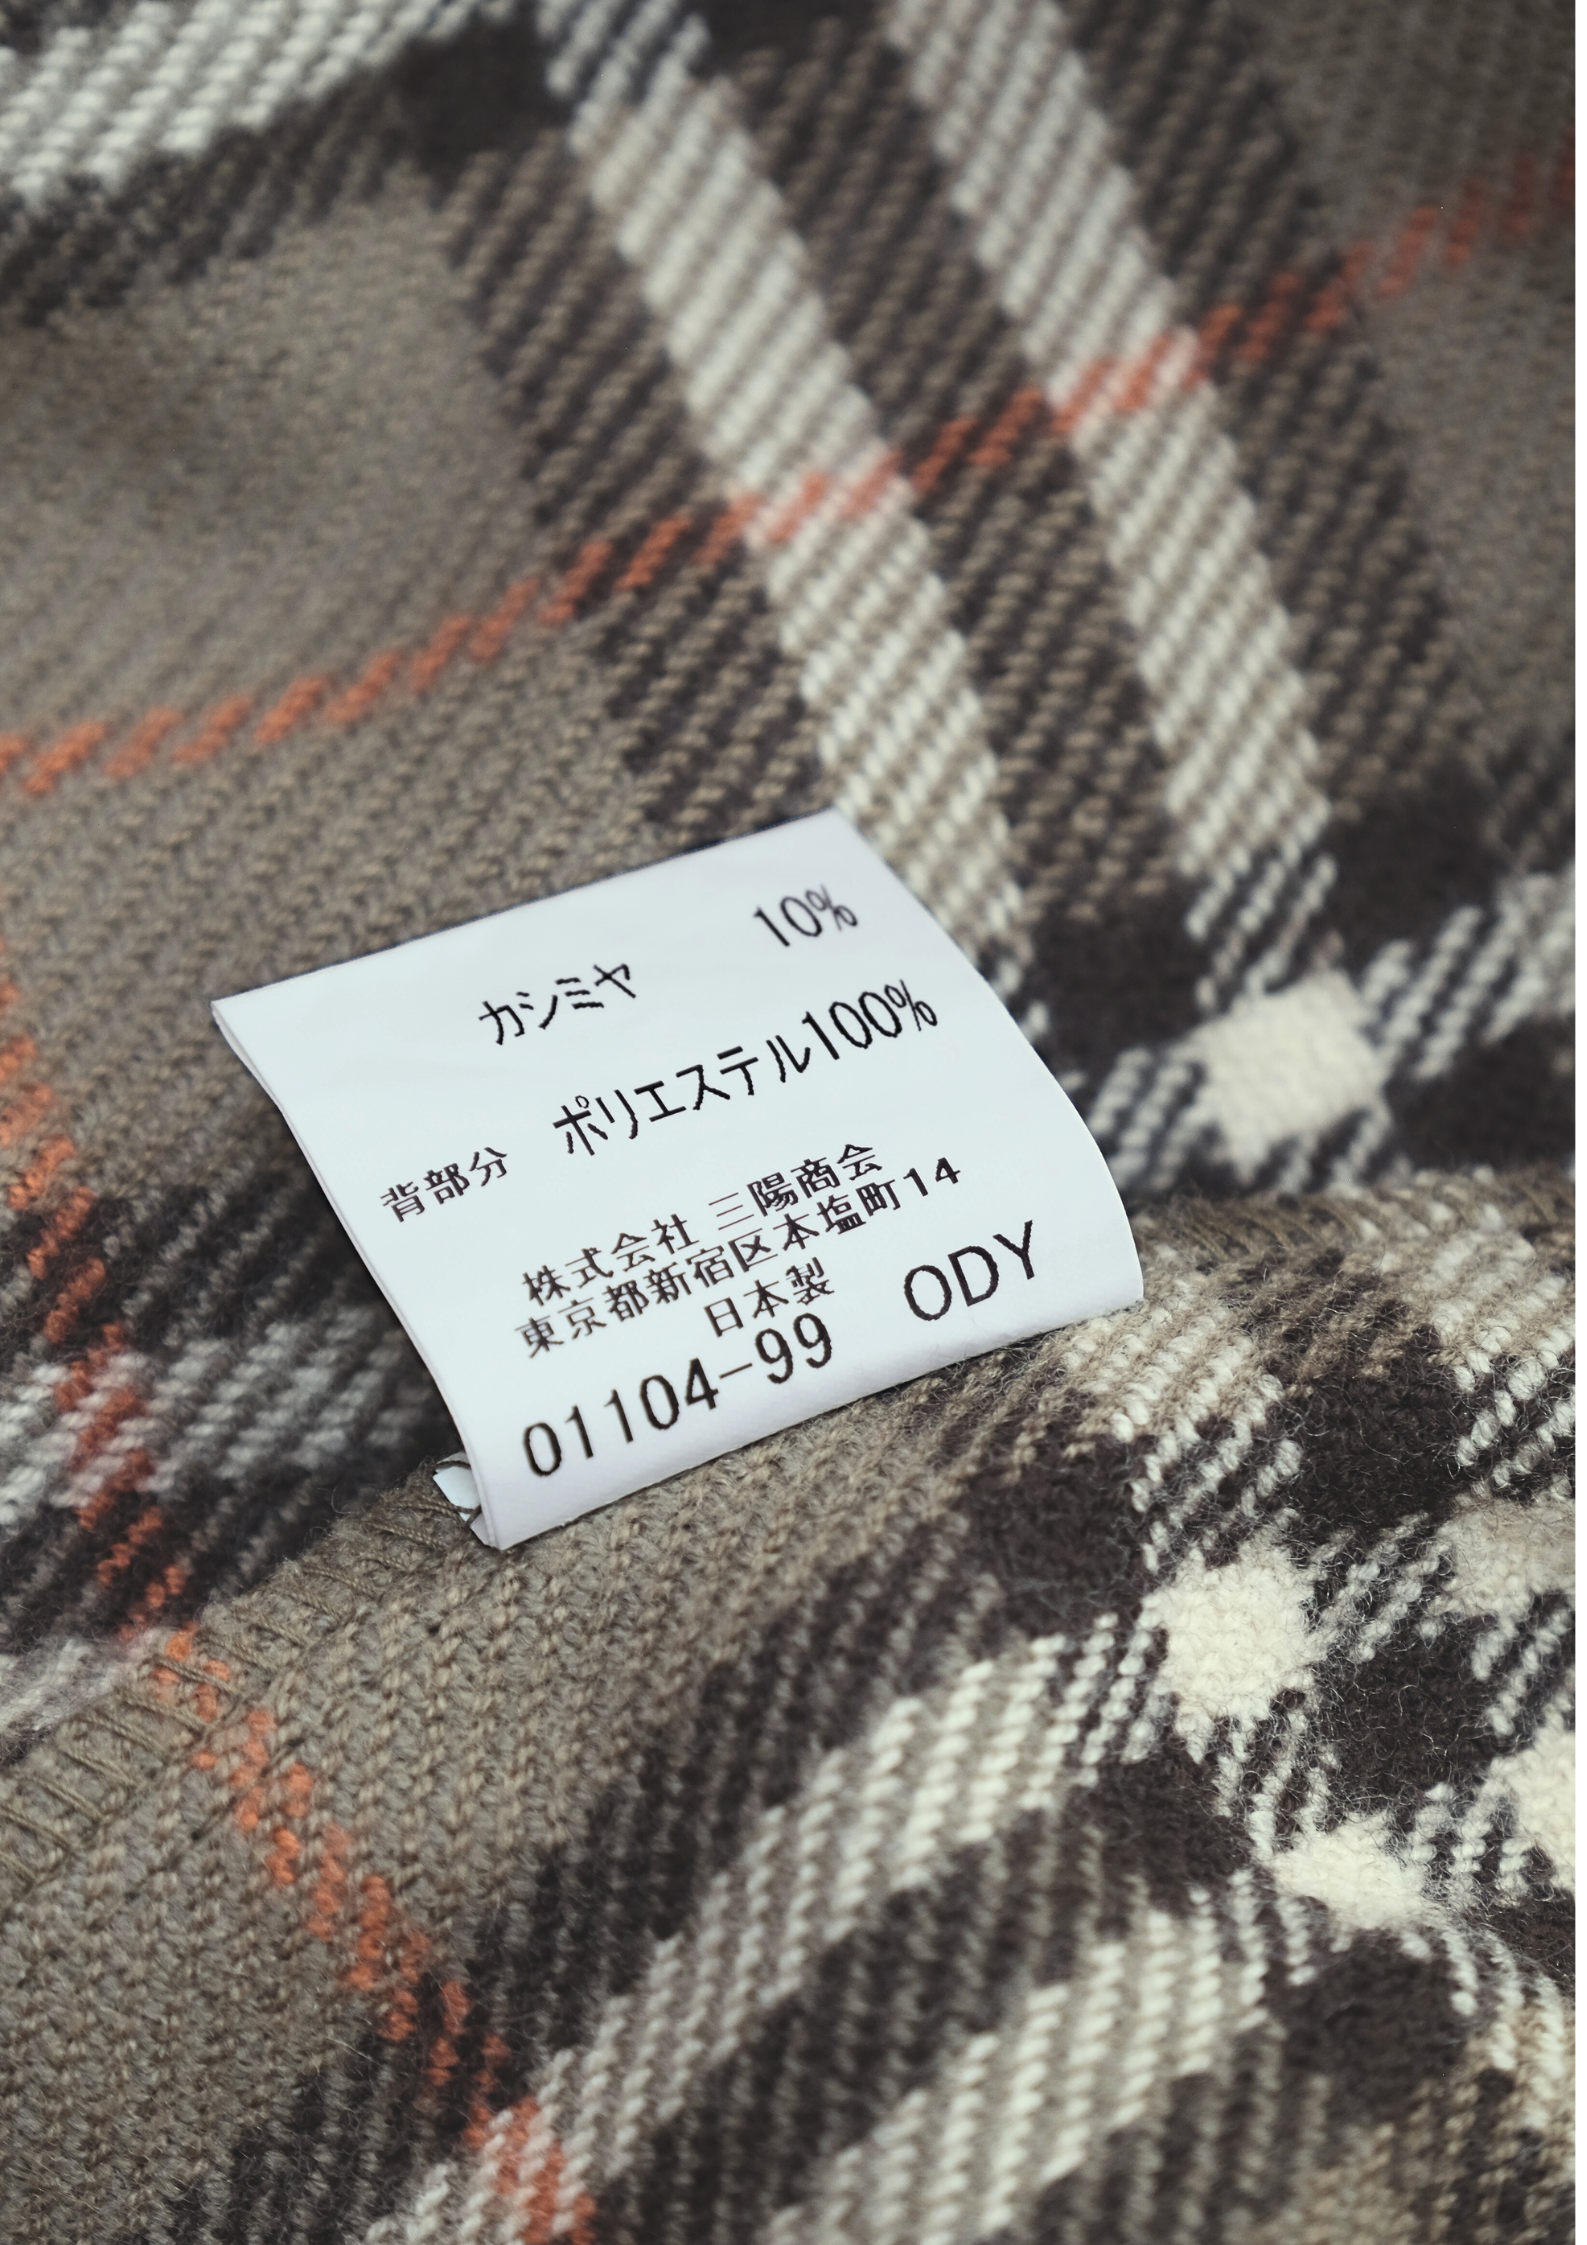 カシミヤ 10%
背部分 ポリエステル100%
株式会社 三陽商会
東京都新宿区本塩町14
日本製
01104-99 ODY